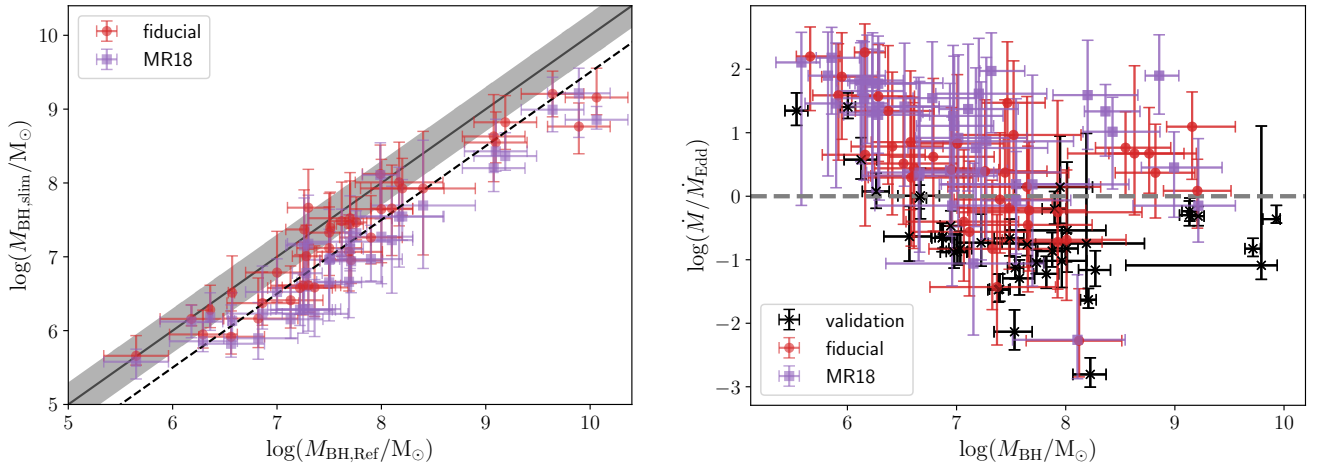 fiducial
MR18
log(M_BH,slim/M_⊙)
10
9
8
7
6
5
5
6
7
8
9
10
log(M_BH,Ref/M_⊙)
log(Ṁ/Ṁ_Edd)
2
1
0
−1
−2
−3
validation
fiducial
MR18
6
7
8
9
10
log(M_BH/M_⊙)